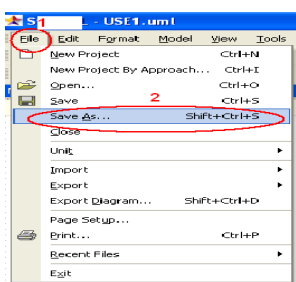 S 1 - USE1.uml
File Edit Format Model View Tools
New Project Ctrl+N
New Project By Approach... Ctrl+I
Open... Ctrl+O
Save 2 Ctrl+S
Save As... Shift+Ctrl+S
Close
Unit
Import
Export
Export Diagram... Shift+Ctrl+D
Page Setup...
Print... Ctrl+P
Recent Files
Exit